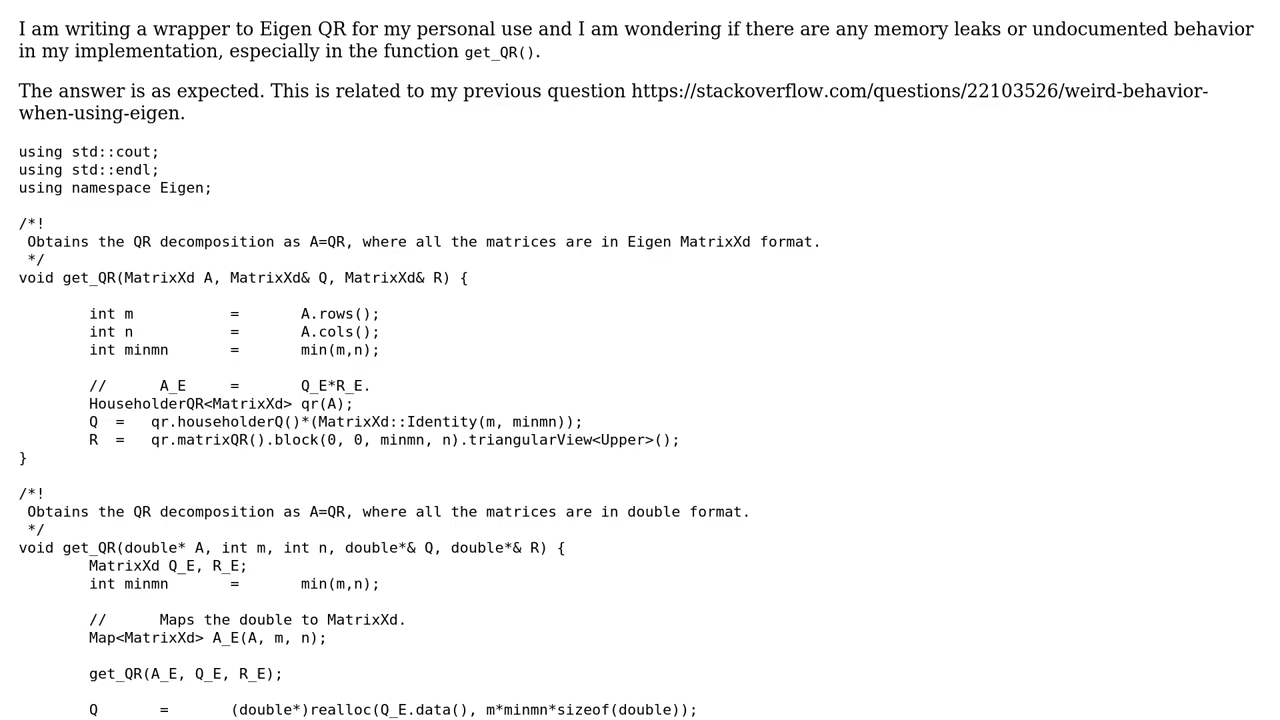 I am writing a wrapper to Eigen QR for my personal use and I am wondering if there are any memory leaks or undocumented behavior
in my implementation, especially in the function get_QR().
The answer is as expected. This is related to my previous question https://stackoverflow.com/questions/22103526/weird-behavior-
when-using-eigen.
using std::cout;
using std::endl;
using namespace Eigen;
/*!
 Obtains the QR decomposition as A=QR, where all the matrices are in Eigen MatrixXd format.
 */
void get_QR(MatrixXd A, MatrixXd& Q, MatrixXd& R) {
        int m           =       A.rows();
        int n           =       A.cols();
        int minmn       =       min(m,n);
        //      A_E     =       Q_E*R_E.
        HouseholderQR<MatrixXd> qr(A);
        Q  =   qr.householderQ()*(MatrixXd::Identity(m, minmn));
        R  =   qr.matrixQR().block(0, 0, minmn, n).triangularView<Upper>();
}
/*!
 Obtains the QR decomposition as A=QR, where all the matrices are in double format.
 */
void get_QR(double* A, int m, int n, double*& Q, double*& R) {
        MatrixXd Q_E, R_E;
        int minmn       =       min(m,n);
        //      Maps the double to MatrixXd.
        Map<MatrixXd> A_E(A, m, n);
        get_QR(A_E, Q_E, R_E);
        Q       =       (double*)realloc(Q_E.data(), m*minmn*sizeof(double));